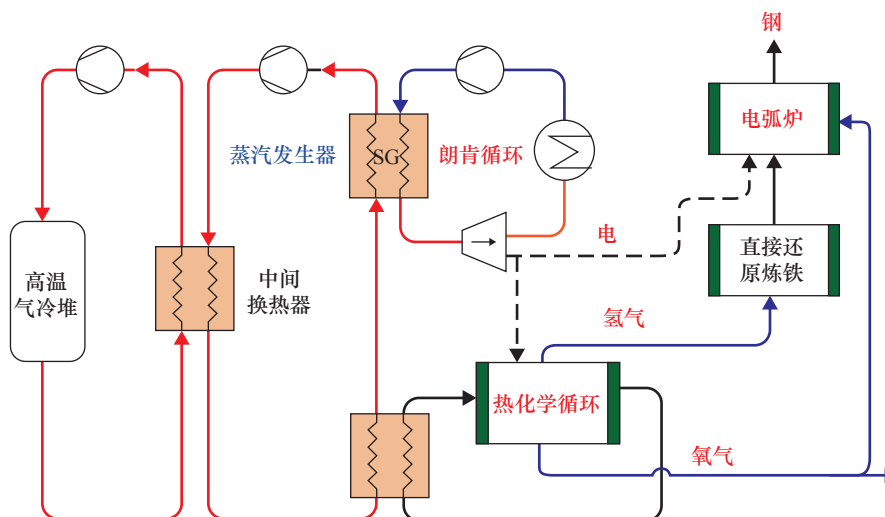 钢
电弧炉
蒸汽发生器
SG
朗肯循环
电
直接还
原炼铁
高温
气冷堆
中间
换热器
氢气
热化学循环
氧气